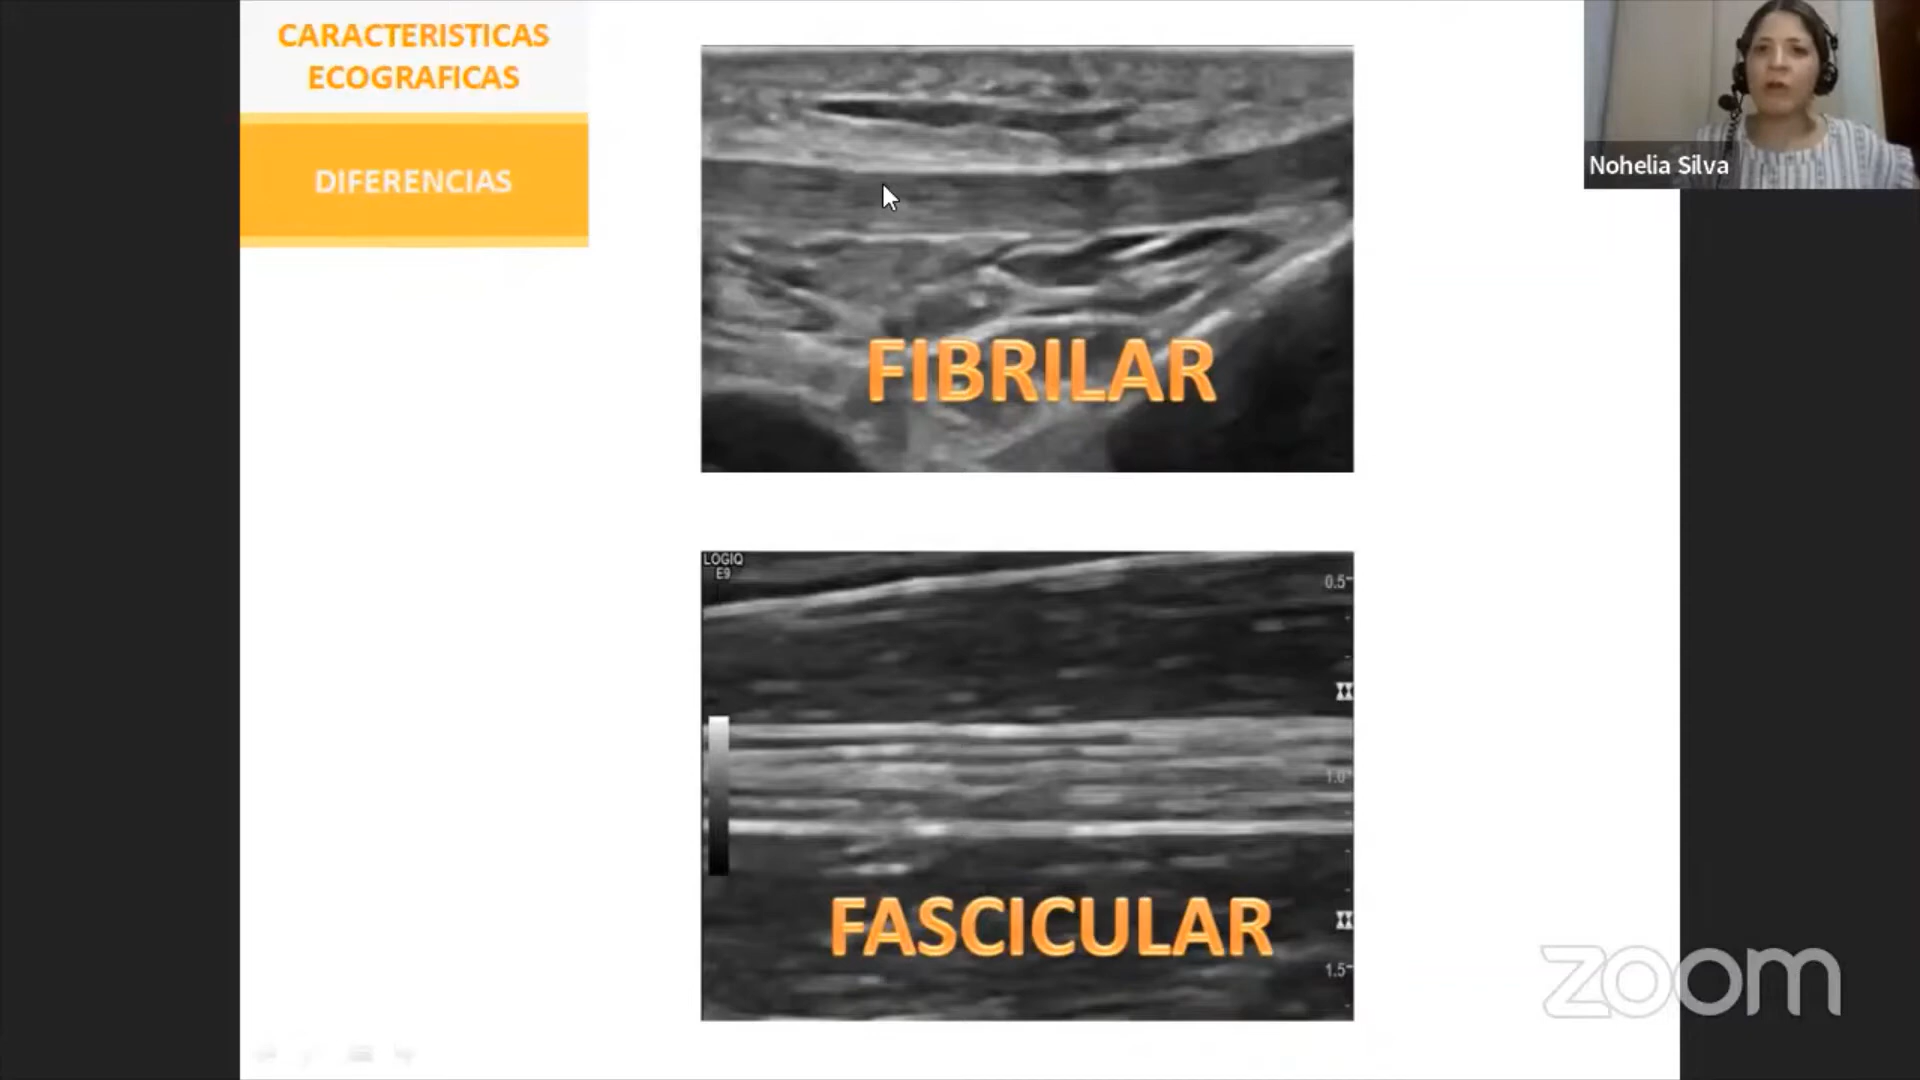 CARACTERISTICAS
ECOGRAFICAS
DIFERENCIAS
FIBRILAR
Nohelia Silva
LOGIQ
E9
0.5
1.0
1.5
FASCICULAR
zoom